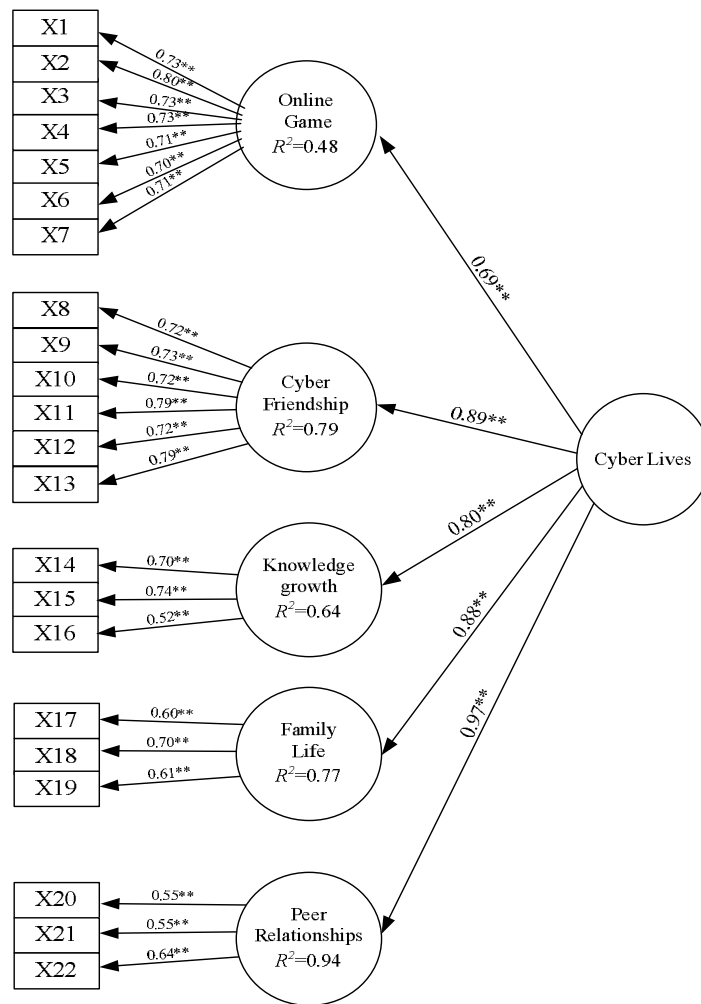 X1
X2
X3
X4
X5
X6
X7
0.73**
0.80**
0.73**
0.73**
0.71**
0.70**
0.71**
Online
Game
R²=0.48
0.69**
X8
X9
X10
X11
X12
X13
0.72**
0.73**
0.72**
0.79**
0.72**
0.79**
Cyber
Friendship
R²=0.79
0.89**
Cyber Lives
X14
X15
X16
0.70**
0.74**
0.52**
Knowledge
growth
R²=0.64
0.80**
X17
X18
X19
0.60**
0.70**
0.61**
Family
Life
R²=0.77
0.88**
X20
X21
X22
0.55**
0.55**
0.64**
Peer
Relationships
R²=0.94
0.97**